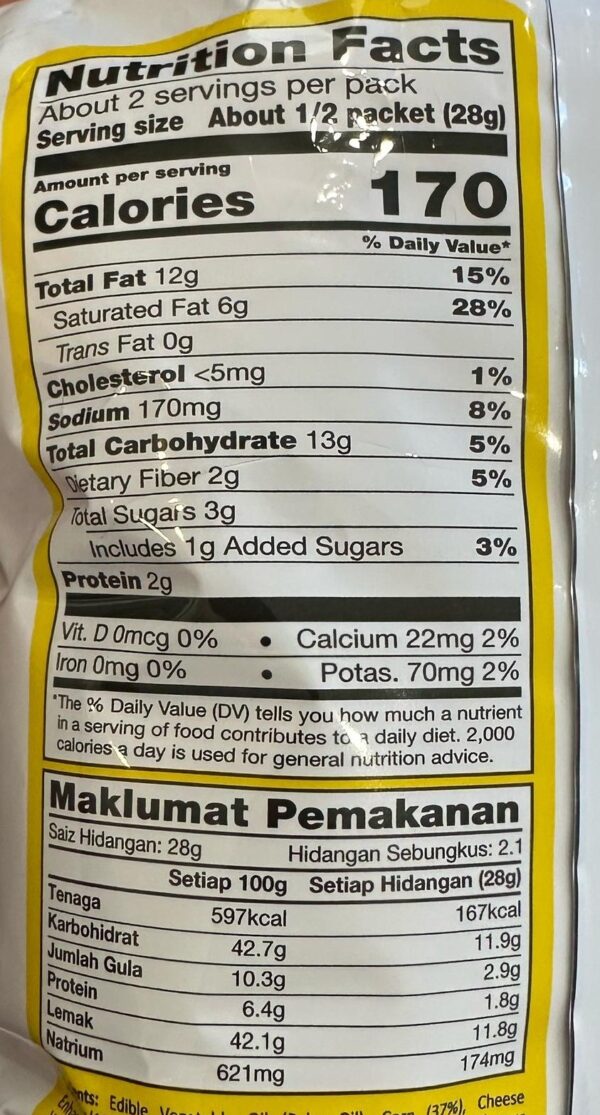 Nutrition Facts
About 2 servings per pack
Serving size About 1/2 packet (28g)
Amount per serving
Calories 170
% Daily Value*
Total Fat 12g 15%
Saturated Fat 6g 28%
Trans Fat 0g
Cholesterol <5mg 1%
Sodium 170mg 8%
Total Carbohydrate 13g 5%
Dietary Fiber 2g 5%
Total Sugars 3g
Includes 1g Added Sugars 3%
Protein 2g
Vit. D 0mcg 0% • Calcium 22mg 2%
Iron 0mg 0% • Potas. 70mg 2%
*The % Daily Value (DV) tells you how much a nutrient
in a serving of food contributes to a daily diet. 2,000
calories a day is used for general nutrition advice.
Maklumat Pemakanan
Saiz Hidangan: 28g Hidangan Sebungkus: 2.1
Setiap 100g Setiap Hidangan (28g)
Tenaga 597kcal 167kcal
Karbohidrat 42.7g 11.9g
Jumlah Gula 10.3g 2.9g
Protein 6.4g 1.8g
Lemak 42.1g 11.8g
Natrium 621mg 174mg
Edible (37%), Cheese